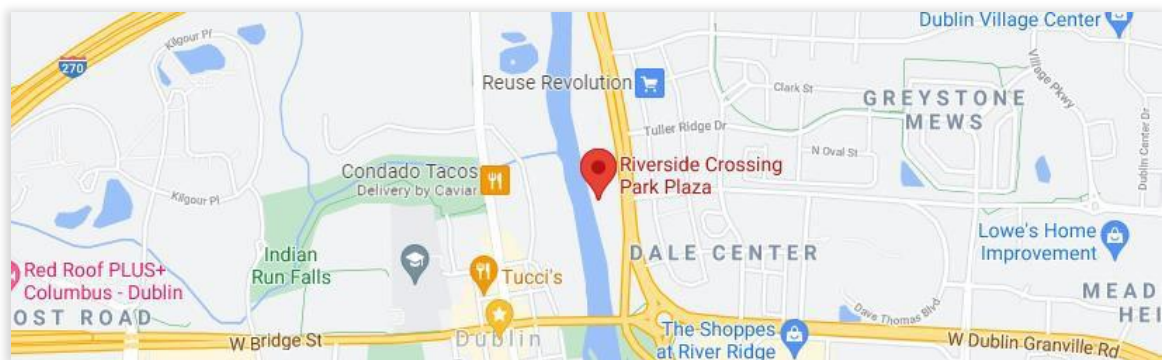 Dublin Village Center
Kilgour Pl
270
Reuse Revolution
Village Pkwy
Clark St
GREYSTONE
MEWS
Tuller Ridge Dr
N Oval St
Dublin Center Dr
Condado Tacos
Delivery by Caviar
Riverside Crossing
Park Plaza
Kilgour Pl
Lowe's Home
Improvement
Indian
Run Falls
DALE CENTER
Red Roof PLUS+
Columbus - Dublin
Tucci's
MEAD
HEI
OST ROAD
Dave Thomas Blvd
W Bridge St
Dublin
The Shoppes
at River Ridge
W Dublin Granville Rd